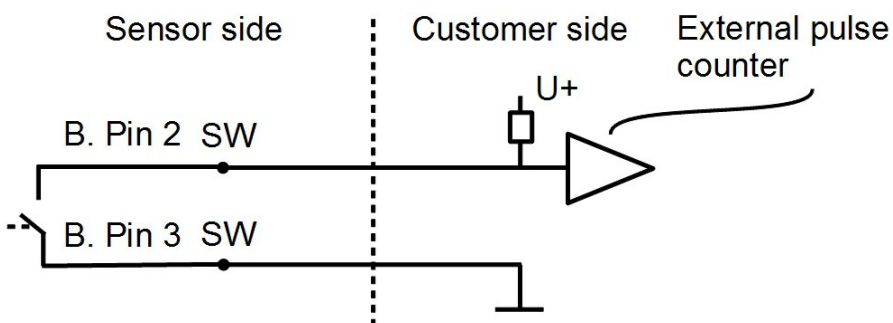 Sensor side
Customer side
External pulse
counter
U+
B. Pin 2 SW
B. Pin 3 SW